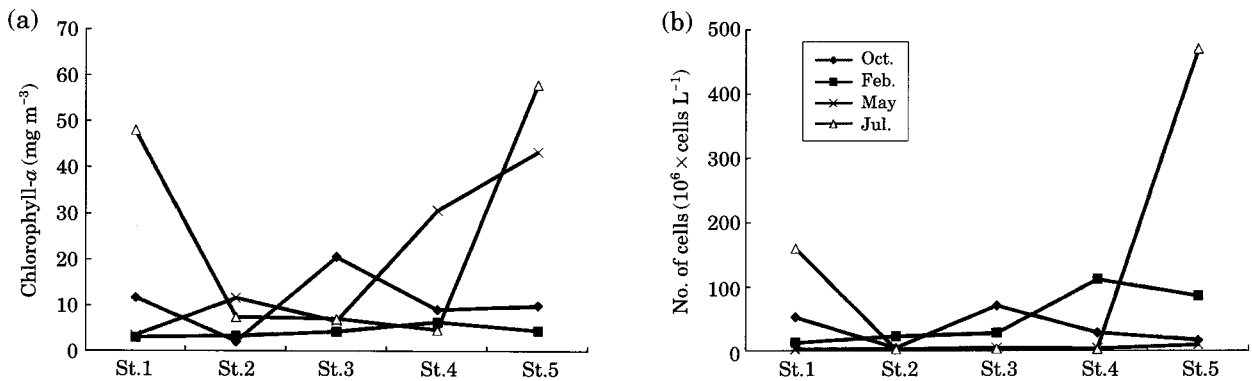 (a)
Chlorophyll-a (mg m⁻³)
70
60
50
40
30
20
10
0
St.1 St.2 St.3 St.4 St.5
(b)
No. of cells (10⁶ × cells L⁻¹)
500
400
300
200
100
0
St.1 St.2 St.3 St.4 St.5
Oct.
Feb.
May
Jul.